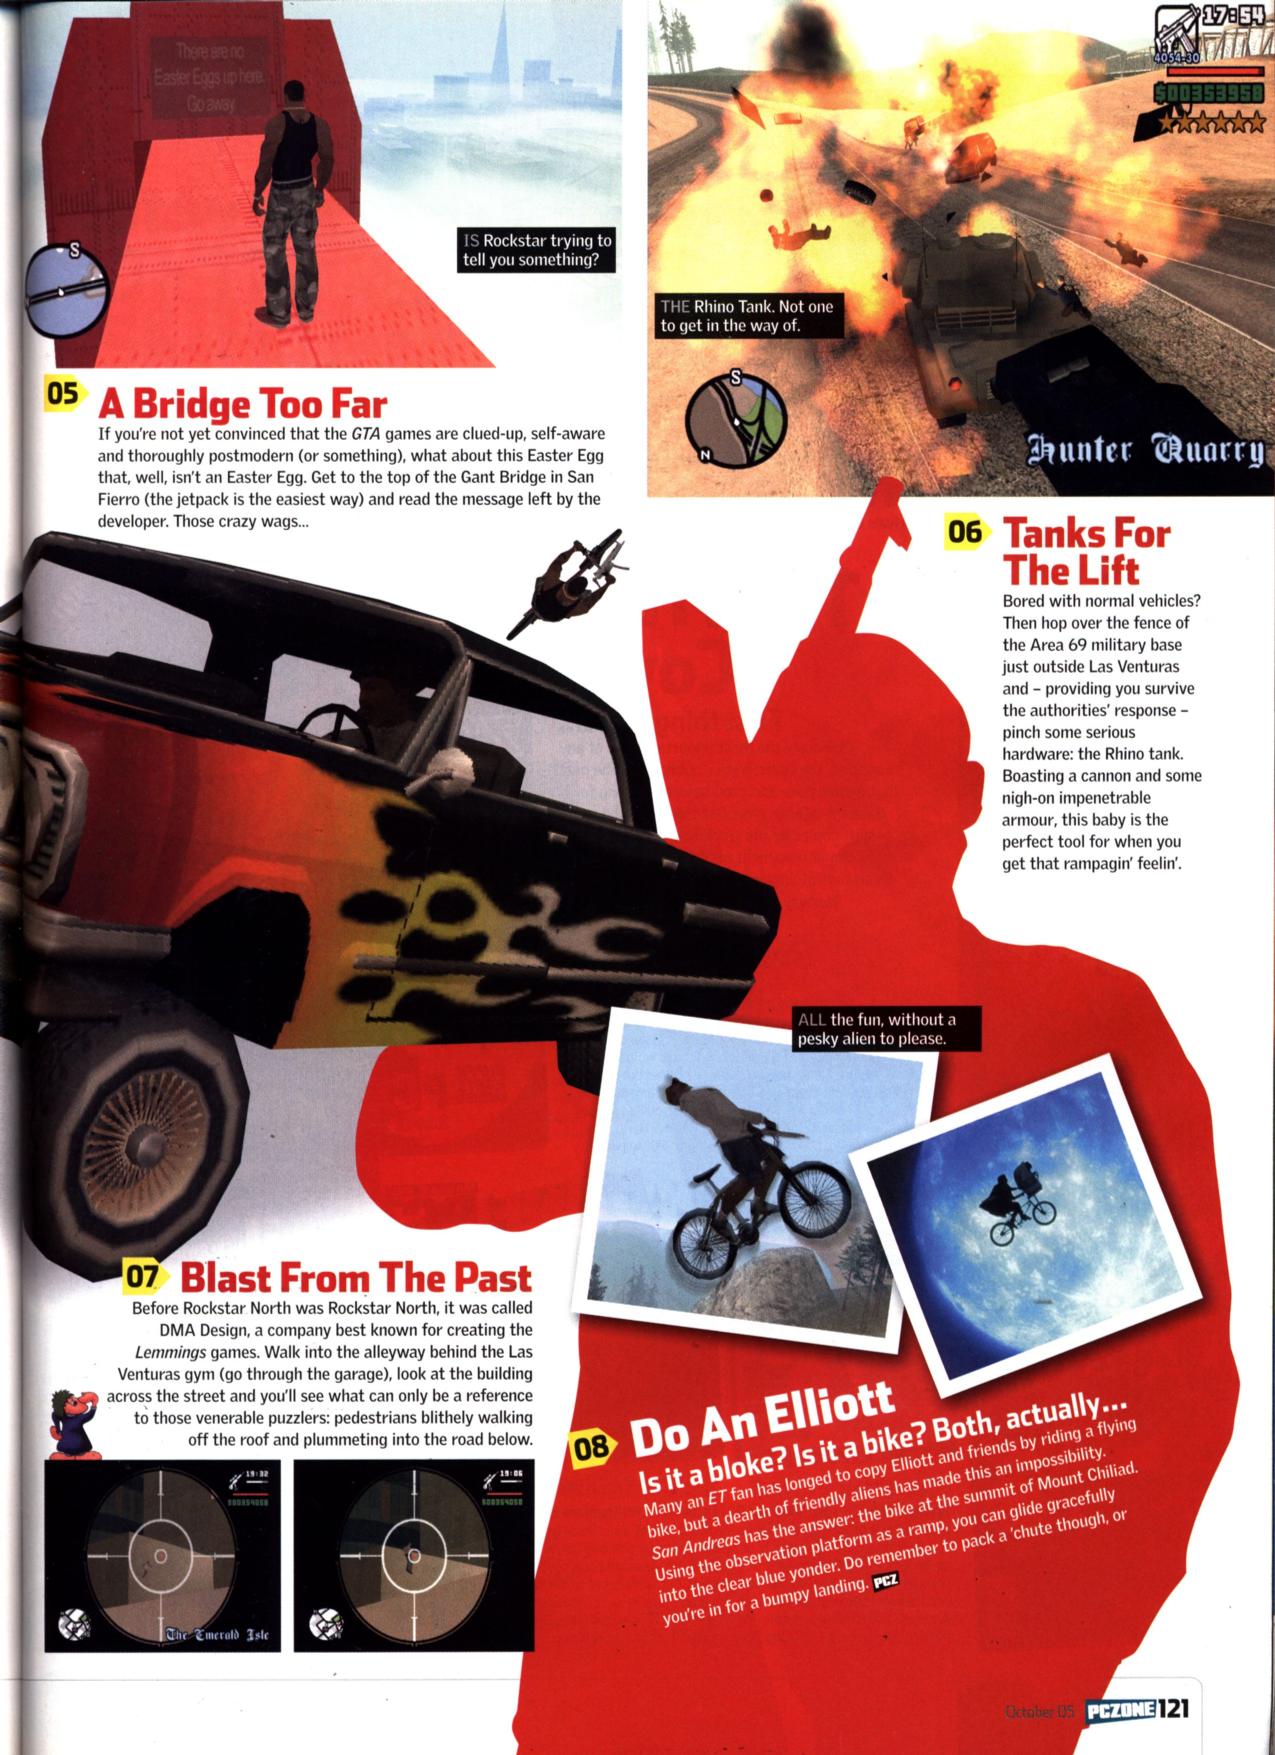 There are no
Easter Eggs up here.
Go away
S
IS Rockstar trying to
tell you something?
17:54
4054-30
$00353958
THE Rhino Tank. Not one
to get in the way of.
S
N
Hunter Quarry
05
A Bridge Too Far
If you're not yet convinced that the GTA games are clued-up, self-aware
and thoroughly postmodern (or something), what about this Easter Egg
that, well, isn't an Easter Egg. Get to the top of the Gant Bridge in San
Fierro (the jetpack is the easiest way) and read the message left by the
developer. Those crazy wags...
06
Tanks For
The Lift
Bored with normal vehicles?
Then hop over the fence of
the Area 69 military base
just outside Las Venturas
and – providing you survive
the authorities' response –
pinch some serious
hardware: the Rhino tank.
Boasting a cannon and some
nigh-on impenetrable
armour, this baby is the
perfect tool for when you
get that rampagin' feelin'.
ALL the fun, without a
pesky alien to please.
07
Blast From The Past
Before Rockstar North was Rockstar North, it was called
DMA Design, a company best known for creating the
Lemmings games. Walk into the alleyway behind the Las
Venturas gym (go through the garage), look at the building
across the street and you'll see what can only be a reference
to those venerable puzzlers: pedestrians blithely walking
off the roof and plummeting into the road below.
19:32
The Emerald Isle
19:06
08
Do An Elliott
Is it a bloke? Is it a bike? Both, actually...
Many an ET fan has longed to copy Elliott and friends by riding a flying
bike, but a dearth of friendly aliens has made this an impossibility.
San Andreas has the answer: the bike at the summit of Mount Chiliad.
Using the observation platform as a ramp, you can glide gracefully
into the clear blue yonder. Do remember to pack a 'chute though, or
you're in for a bumpy landing. PCZ
October 05 PCZONE 121